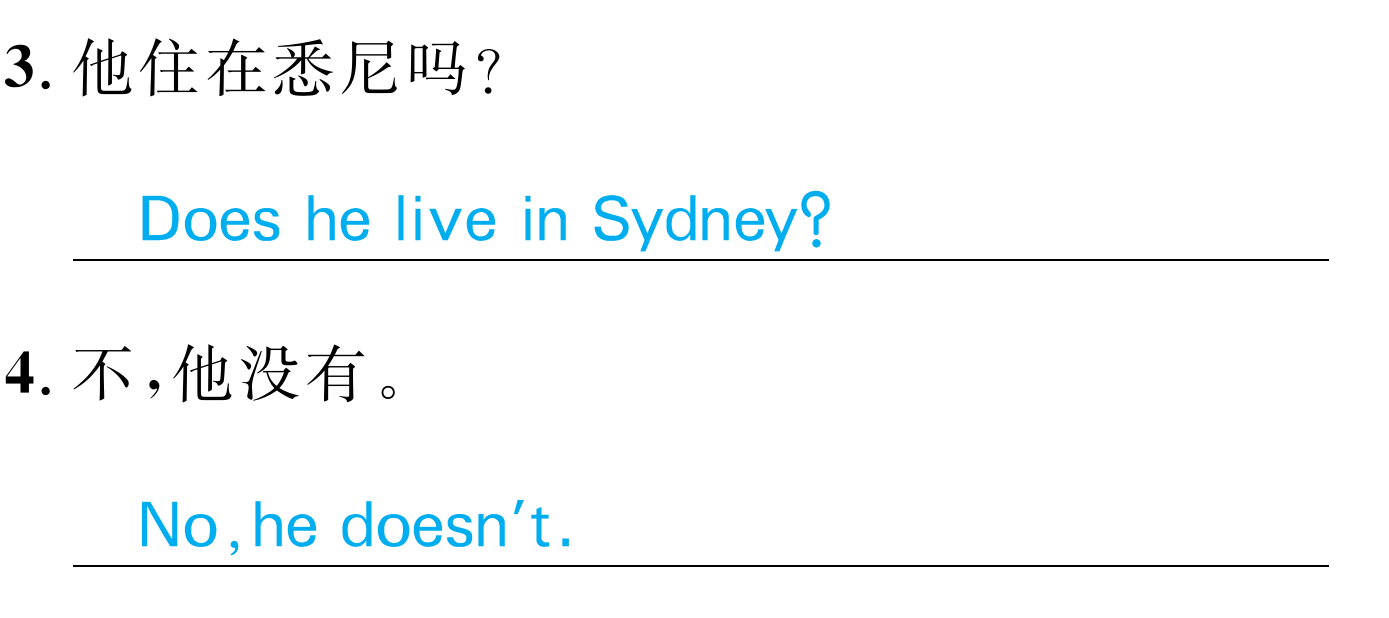 3. 他住在悉尼吗?
Does he live in Sydney?
4. 不,他没有。
No,he doesn't.